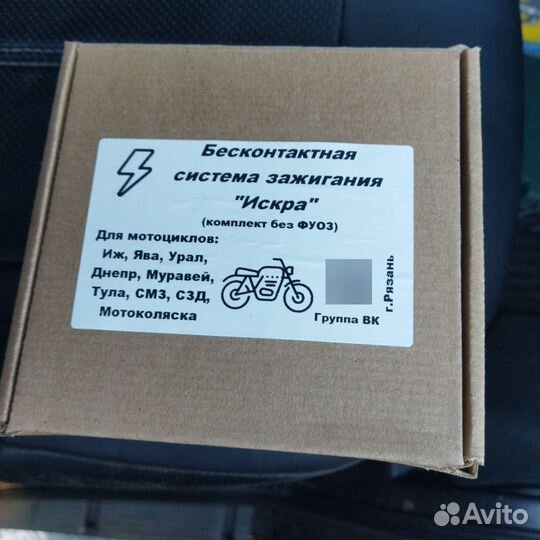 Бесконтактная
система зажигания
"Искра"
(комплект без ФУОЗ)
Для мотоциклов:
Иж, Ява, Урал,
Днепр, Муравей,
Тула, СМЗ, СЗД,
Мотоколяска
Группа ВК
г.Рязань
Avito